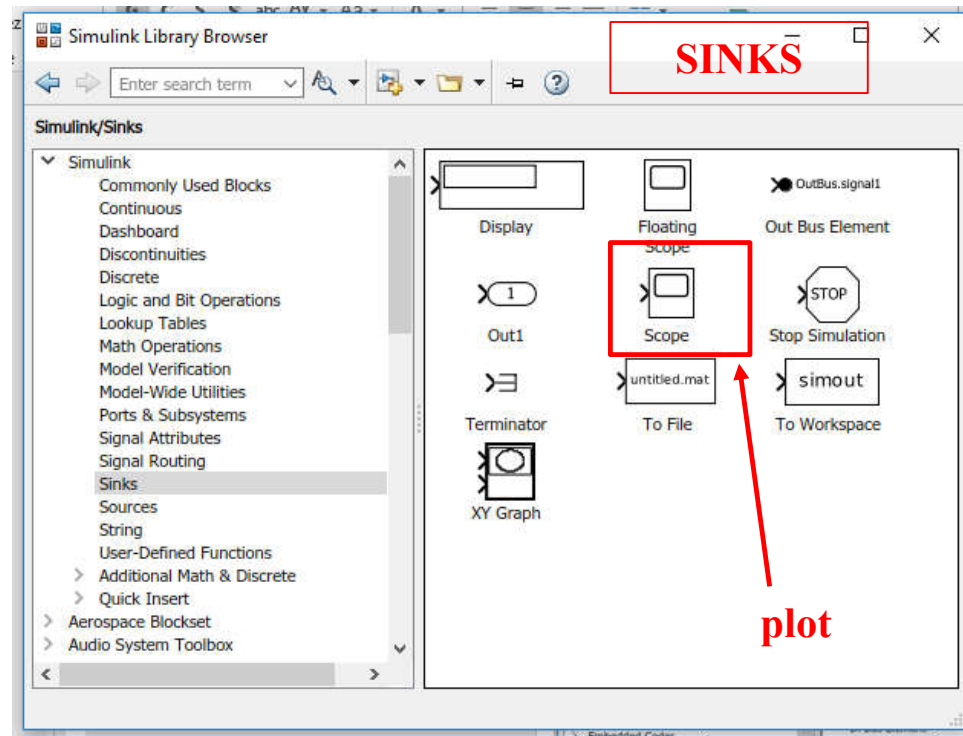 Simulink Library Browser
SINKS
Enter search term
Simulink/Sinks
Simulink
Commonly Used Blocks
Continuous
Dashboard
Discontinuities
Discrete
Logic and Bit Operations
Lookup Tables
Math Operations
Model Verification
Model-Wide Utilities
Ports & Subsystems
Signal Attributes
Signal Routing
Sinks
Sources
String
User-Defined Functions
Additional Math & Discrete
Quick Insert
Aerospace Blockset
Audio System Toolbox
Display
Floating
Scope
OutBus.signal1
Out Bus Element
1
Out1
Scope
STOP
Stop Simulation
Terminator
untitled.mat
To File
simout
To Workspace
XY Graph
plot